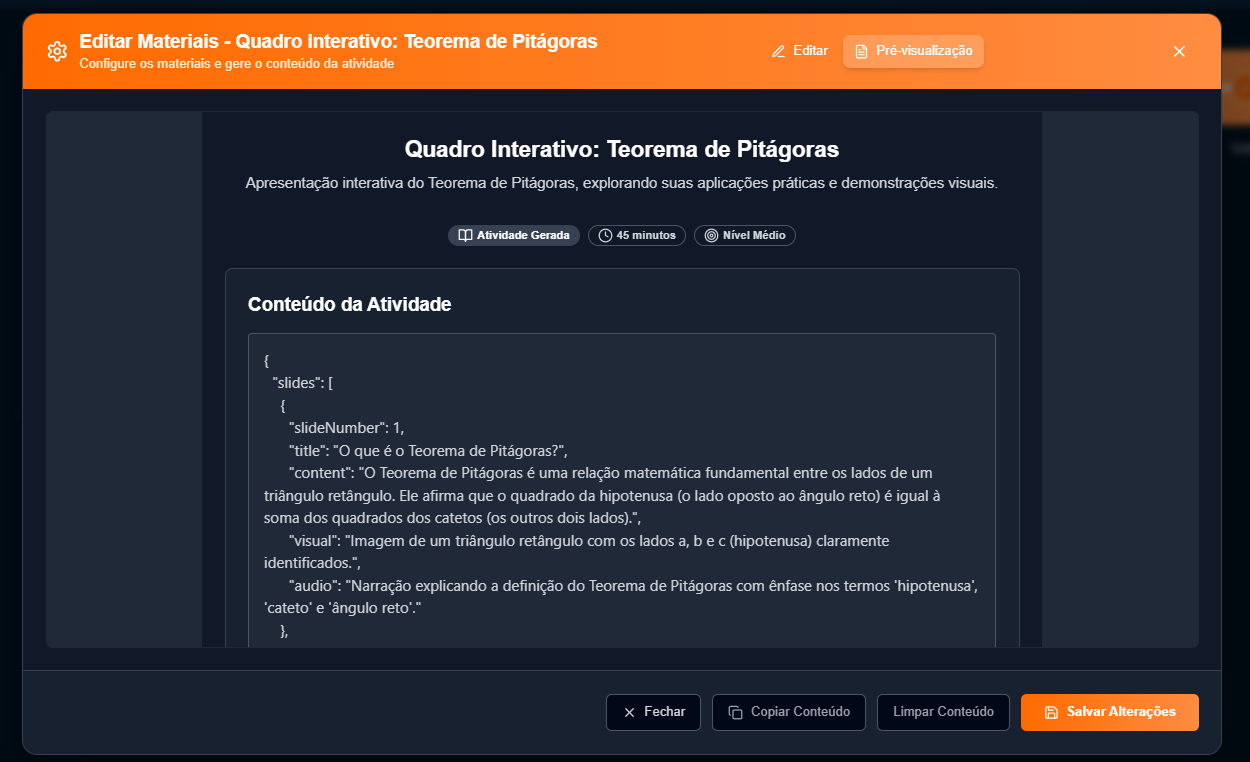 Editar Materiais - Quadro Interativo: Teorema de Pitágoras
Configure os materiais e gere o conteúdo da atividade
Editar
Pré-visualização
Quadro Interativo: Teorema de Pitágoras
Apresentação interativa do Teorema de Pitágoras, explorando suas aplicações práticas e demonstrações visuais.
Atividade Gerada
45 minutos
Nível Médio
Conteúdo da Atividade
{
"slides": [
{
"slideNumber": 1,
"title": "O que é o Teorema de Pitágoras?",
"content": "O Teorema de Pitágoras é uma relação matemática fundamental entre os lados de um
triângulo retângulo. Ele afirma que o quadrado da hipotenusa (o lado oposto ao ângulo reto) é igual à
soma dos quadrados dos catetos (os outros dois lados).",
"visual": "Imagem de um triângulo retângulo com os lados a, b e c (hipotenusa) claramente
identificados.",
"audio": "Narração explicando a definição do Teorema de Pitágoras com ênfase nos termos 'hipotenusa',
'cateto' e 'ângulo reto'."
},
Fechar
Copiar Conteúdo
Limpar Conteúdo
Salvar Alterações